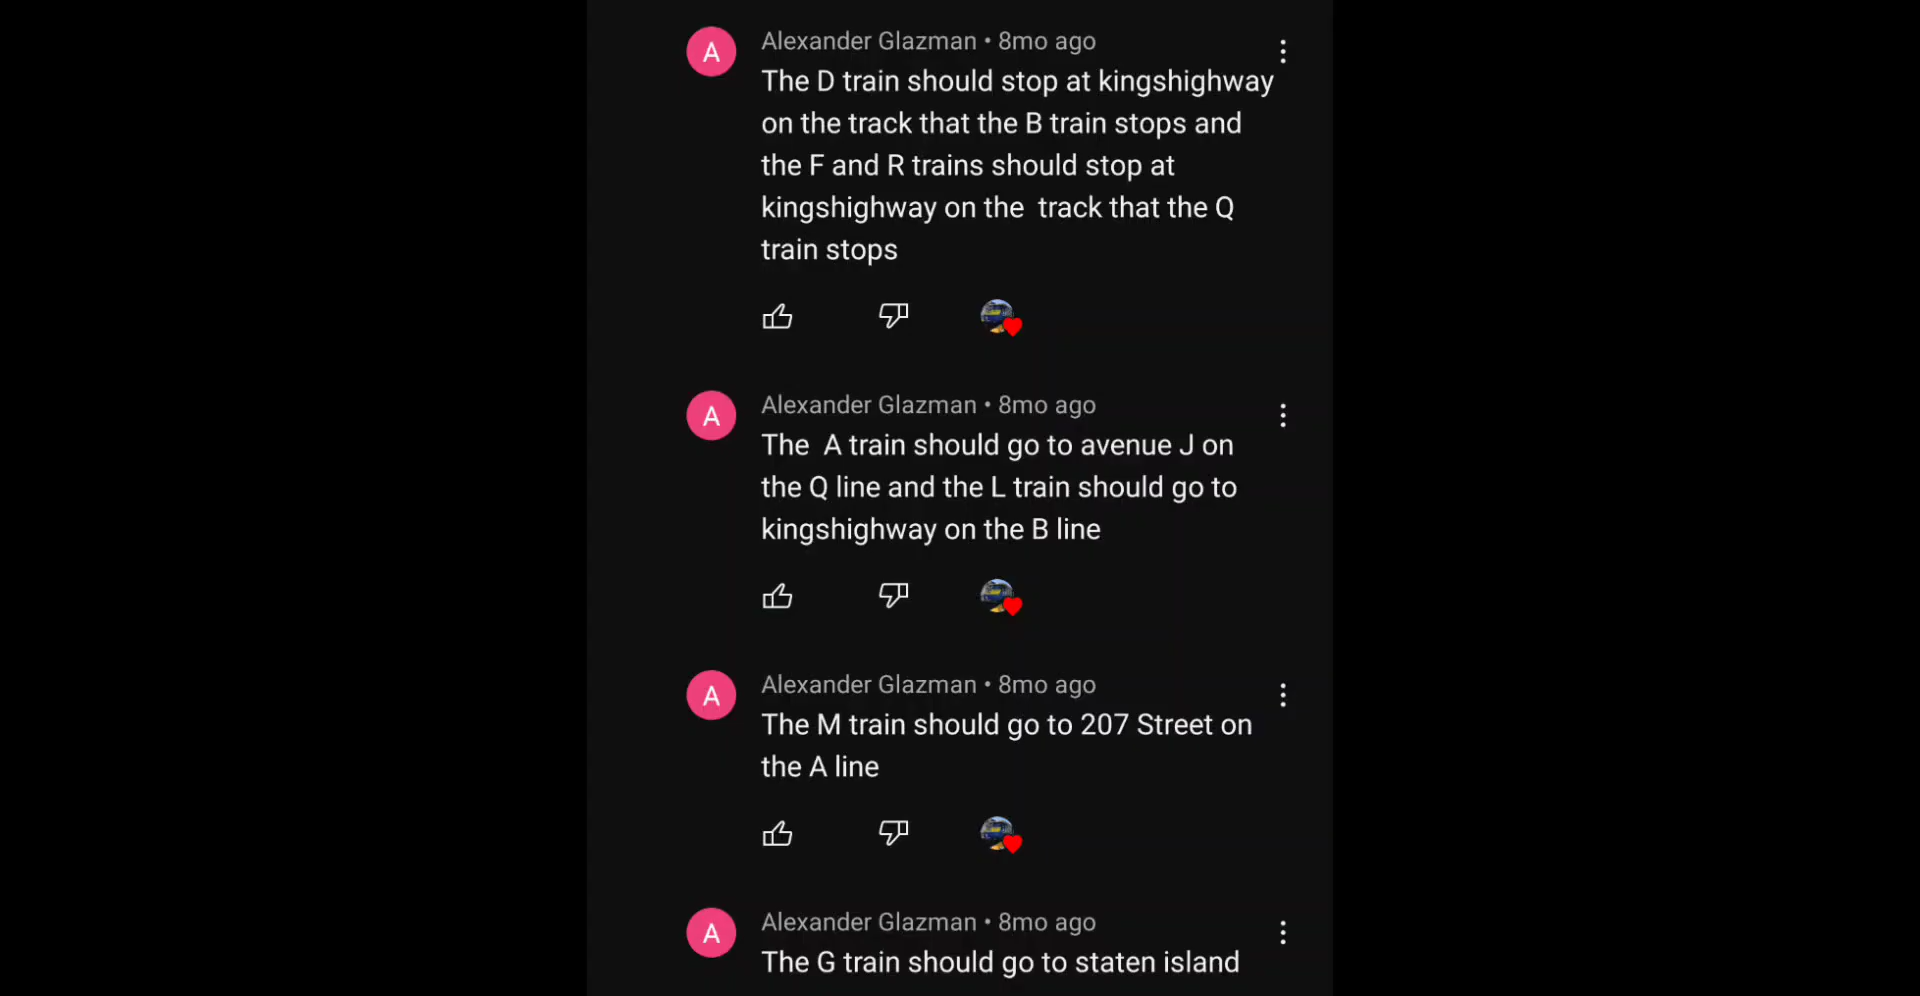 A
Alexander Glazman • 8mo ago
The D train should stop at kingshighway
on the track that the B train stops and
the F and R trains should stop at
kingshighway on the  track that the Q
train stops
A
Alexander Glazman • 8mo ago
The  A train should go to avenue J on
the Q line and the L train should go to
kingshighway on the B line
A
Alexander Glazman • 8mo ago
The M train should go to 207 Street on
the A line
A
Alexander Glazman • 8mo ago
The G train should go to staten island